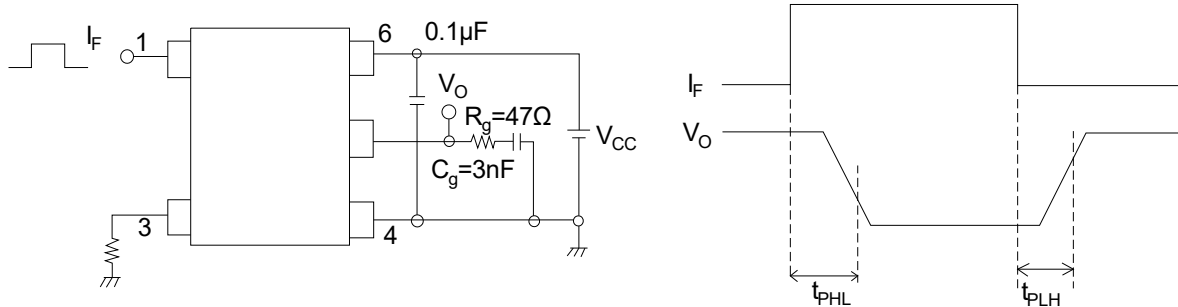 I_F
1
6
0.1µF
V_O
R_g=47Ω
C_g=3nF
V_CC
3
4
I_F
V_O
t_PHL
t_PLH